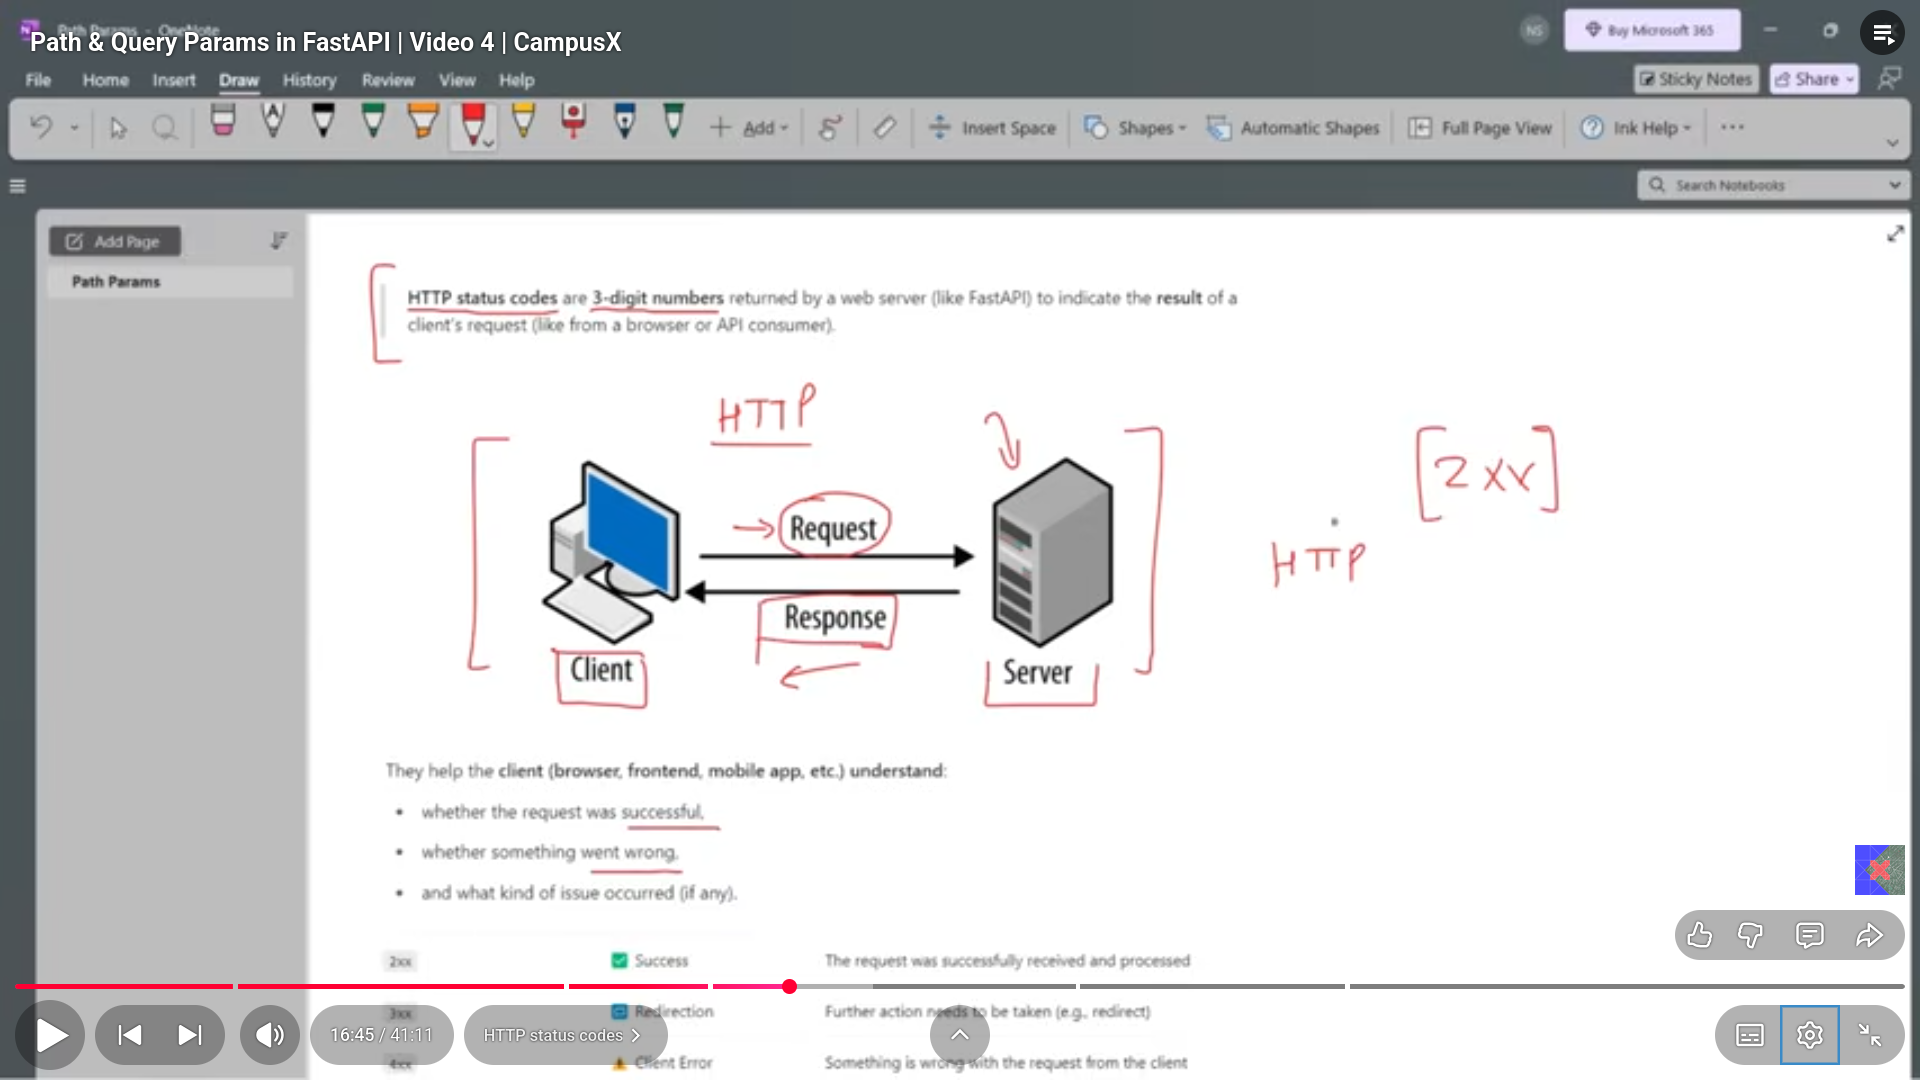 Path Params - OneNote
Path & Query Params in FastAPI | Video 4 | CampusX
NS
Buy Microsoft 365
File Home Insert Draw History Review View Help
Sticky Notes
Share
Add
Insert Space
Shapes
Automatic Shapes
Full Page View
Ink Help
Search Notebooks
Add Page
Path Params
HTTP status codes are 3-digit numbers returned by a web server (like FastAPI) to indicate the result of a
client's request (like from a browser or API consumer).
HTTP
2xx
Request
HTTP
Response
Client
Server
They help the client (browser, frontend, mobile app, etc.) understand:
• whether the request was successful,
• whether something went wrong,
• and what kind of issue occurred (if any).
2xx Success The request was successfully received and processed
3xx Redirection Further action needs to be taken (e.g., redirect)
16:45 / 41:11
HTTP status codes
4xx Client Error Something is wrong with the request from the client